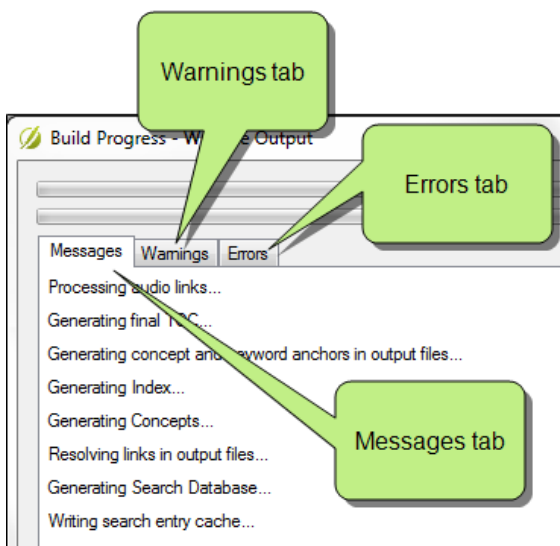 Warnings tab
Build Progress - W Output
Errors tab
Messages Warnings Errors
Processing audio links...
Generating final TOC...
Generating concept and keyword anchors in output files...
Generating Index...
Generating Concepts...
Messages tab
Resolving links in output files...
Generating Search Database...
Writing search entry cache...